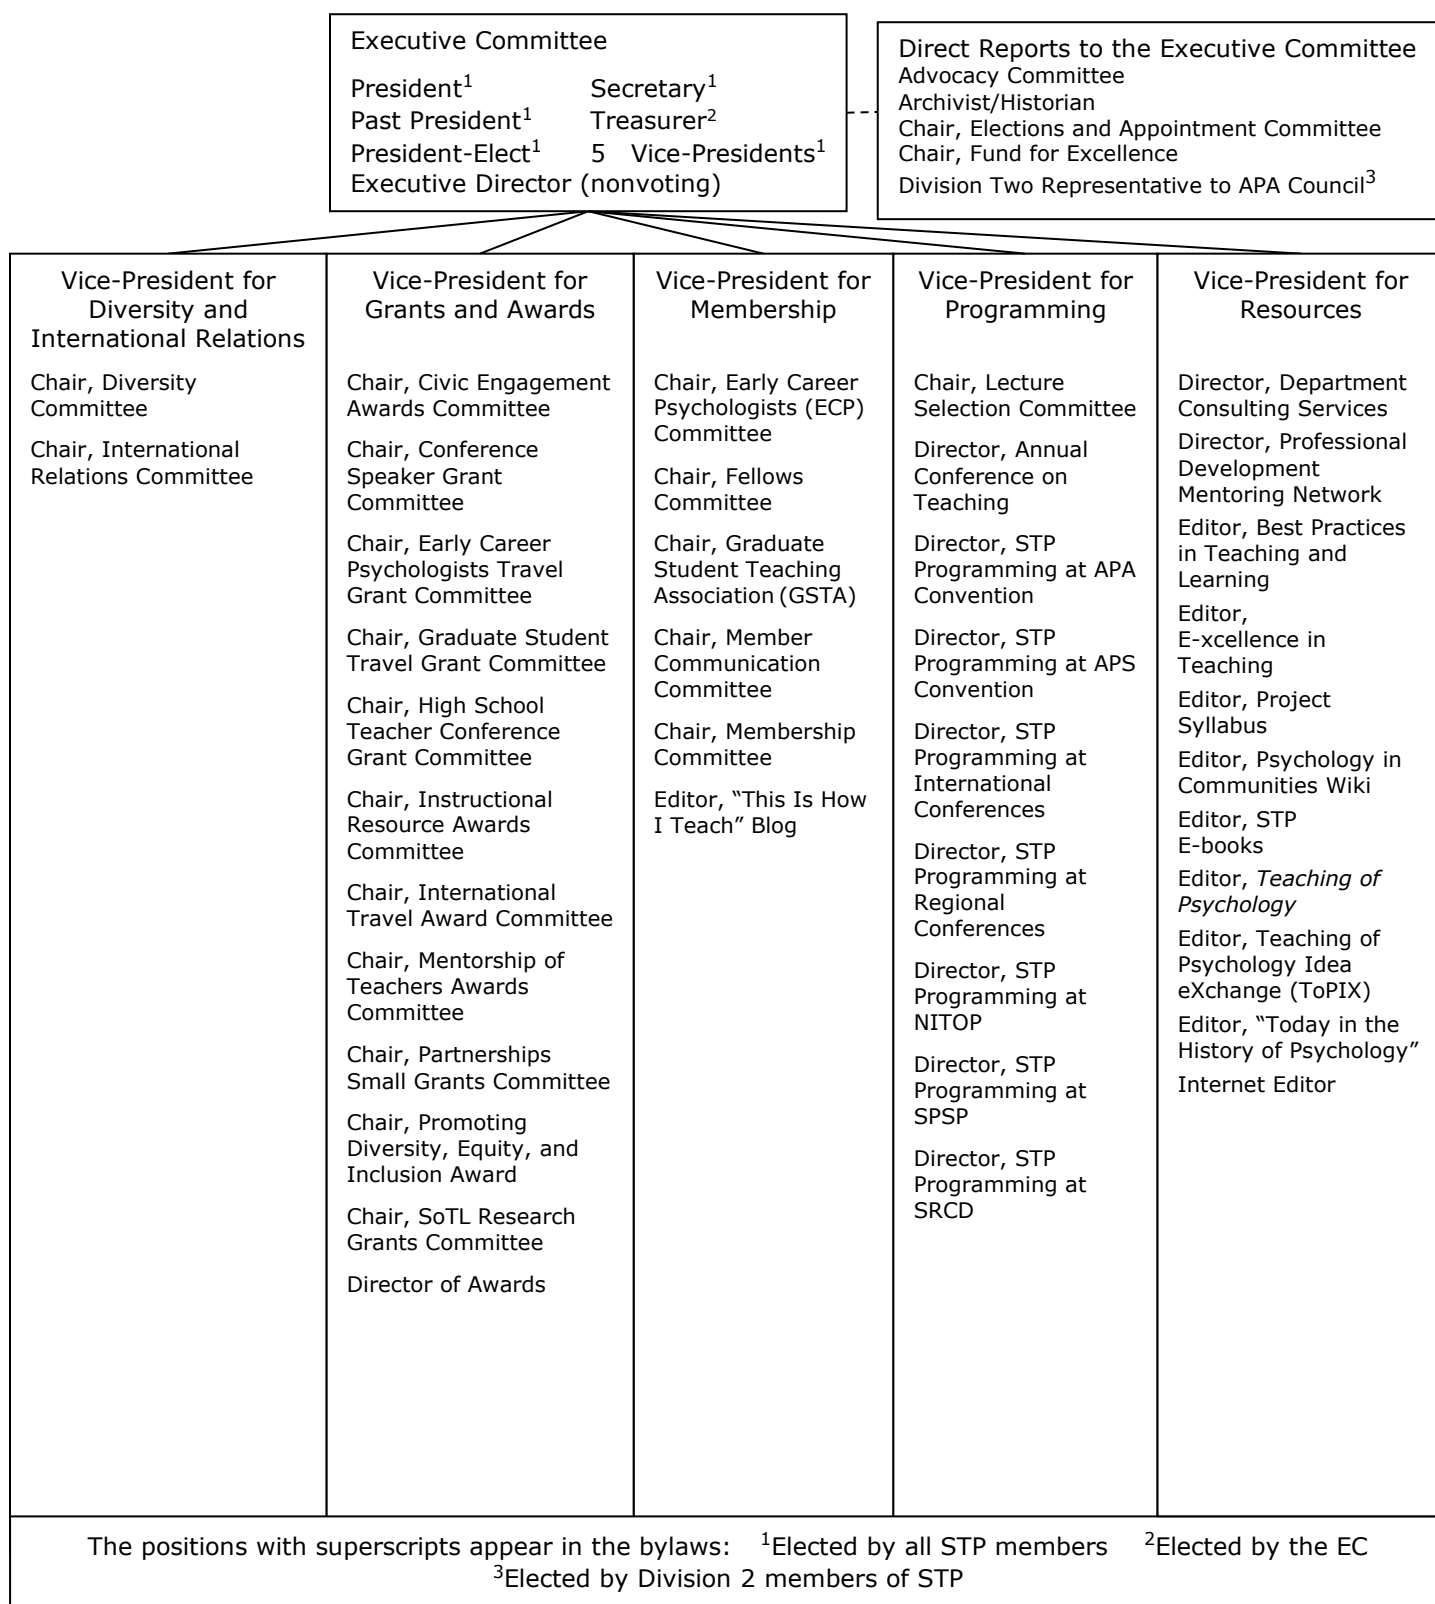 Executive Committee
President¹ Secretary¹
Past President¹ Treasurer²
President-Elect¹ 5 Vice-Presidents¹
Executive Director (nonvoting)
Direct Reports to the Executive Committee
Advocacy Committee
Archivist/Historian
Chair, Elections and Appointment Committee
Chair, Fund for Excellence
Division Two Representative to APA Council³
Vice-President for
Diversity and
International Relations
Chair, Diversity
Committee
Chair, International
Relations Committee
Vice-President for
Grants and Awards
Chair, Civic Engagement
Awards Committee
Chair, Conference
Speaker Grant
Committee
Chair, Early Career
Psychologists Travel
Grant Committee
Chair, Graduate Student
Travel Grant Committee
Chair, High School
Teacher Conference
Grant Committee
Chair, Instructional
Resource Awards
Committee
Chair, International
Travel Award Committee
Chair, Mentorship of
Teachers Awards
Committee
Chair, Partnerships
Small Grants Committee
Chair, Promoting
Diversity, Equity, and
Inclusion Award
Chair, SoTL Research
Grants Committee
Director of Awards
Vice-President for
Membership
Chair, Early Career
Psychologists (ECP)
Committee
Chair, Fellows
Committee
Chair, Graduate
Student Teaching
Association (GSTA)
Chair, Member
Communication
Committee
Chair, Membership
Committee
Editor, “This Is How
I Teach” Blog
Vice-President for
Programming
Chair, Lecture
Selection Committee
Director, Annual
Conference on
Teaching
Director, STP
Programming at APA
Convention
Director, STP
Programming at APS
Convention
Director, STP
Programming at
International
Conferences
Director, STP
Programming at
Regional
Conferences
Director, STP
Programming at
NITOP
Director, STP
Programming at
SPSP
Director, STP
Programming at
SRCD
Vice-President for
Resources
Director, Department
Consulting Services
Director, Professional
Development
Mentoring Network
Editor, Best Practices
in Teaching and
Learning
Editor,
E-xcellence in
Teaching
Editor, Project
Syllabus
Editor, Psychology in
Communities Wiki
Editor, STP
E-books
Editor, Teaching of
Psychology
Editor, Teaching of
Psychology Idea
eXchange (ToPIX)
Editor, “Today in the
History of Psychology”
Internet Editor
The positions with superscripts appear in the bylaws: ¹Elected by all STP members ²Elected by the EC
³Elected by Division 2 members of STP